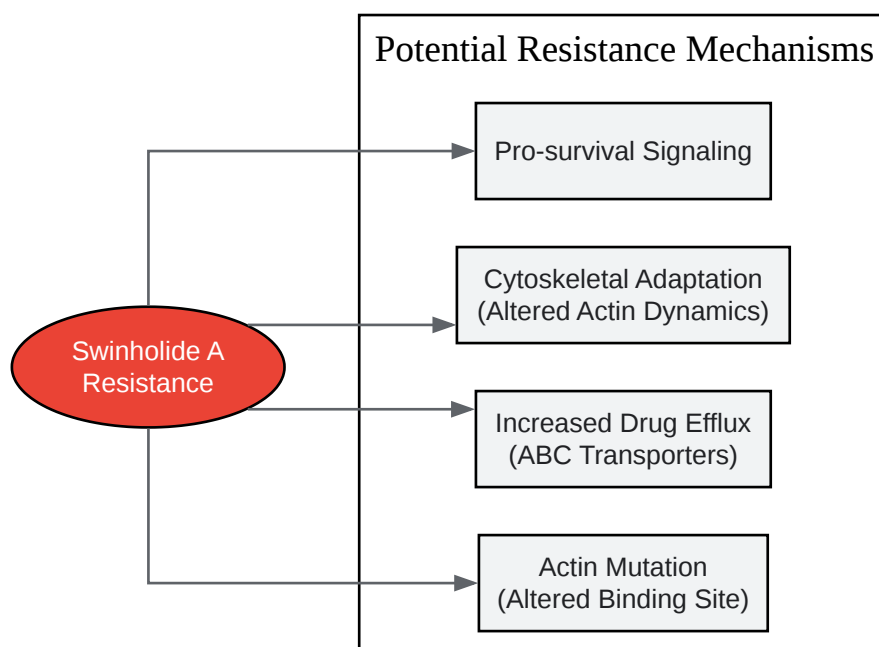 Potential Resistance Mechanisms
Pro-survival Signaling
Cytoskeletal Adaptation
(Altered Actin Dynamics)
Swinholide A
Resistance
Increased Drug Efflux
(ABC Transporters)
Actin Mutation
(Altered Binding Site)